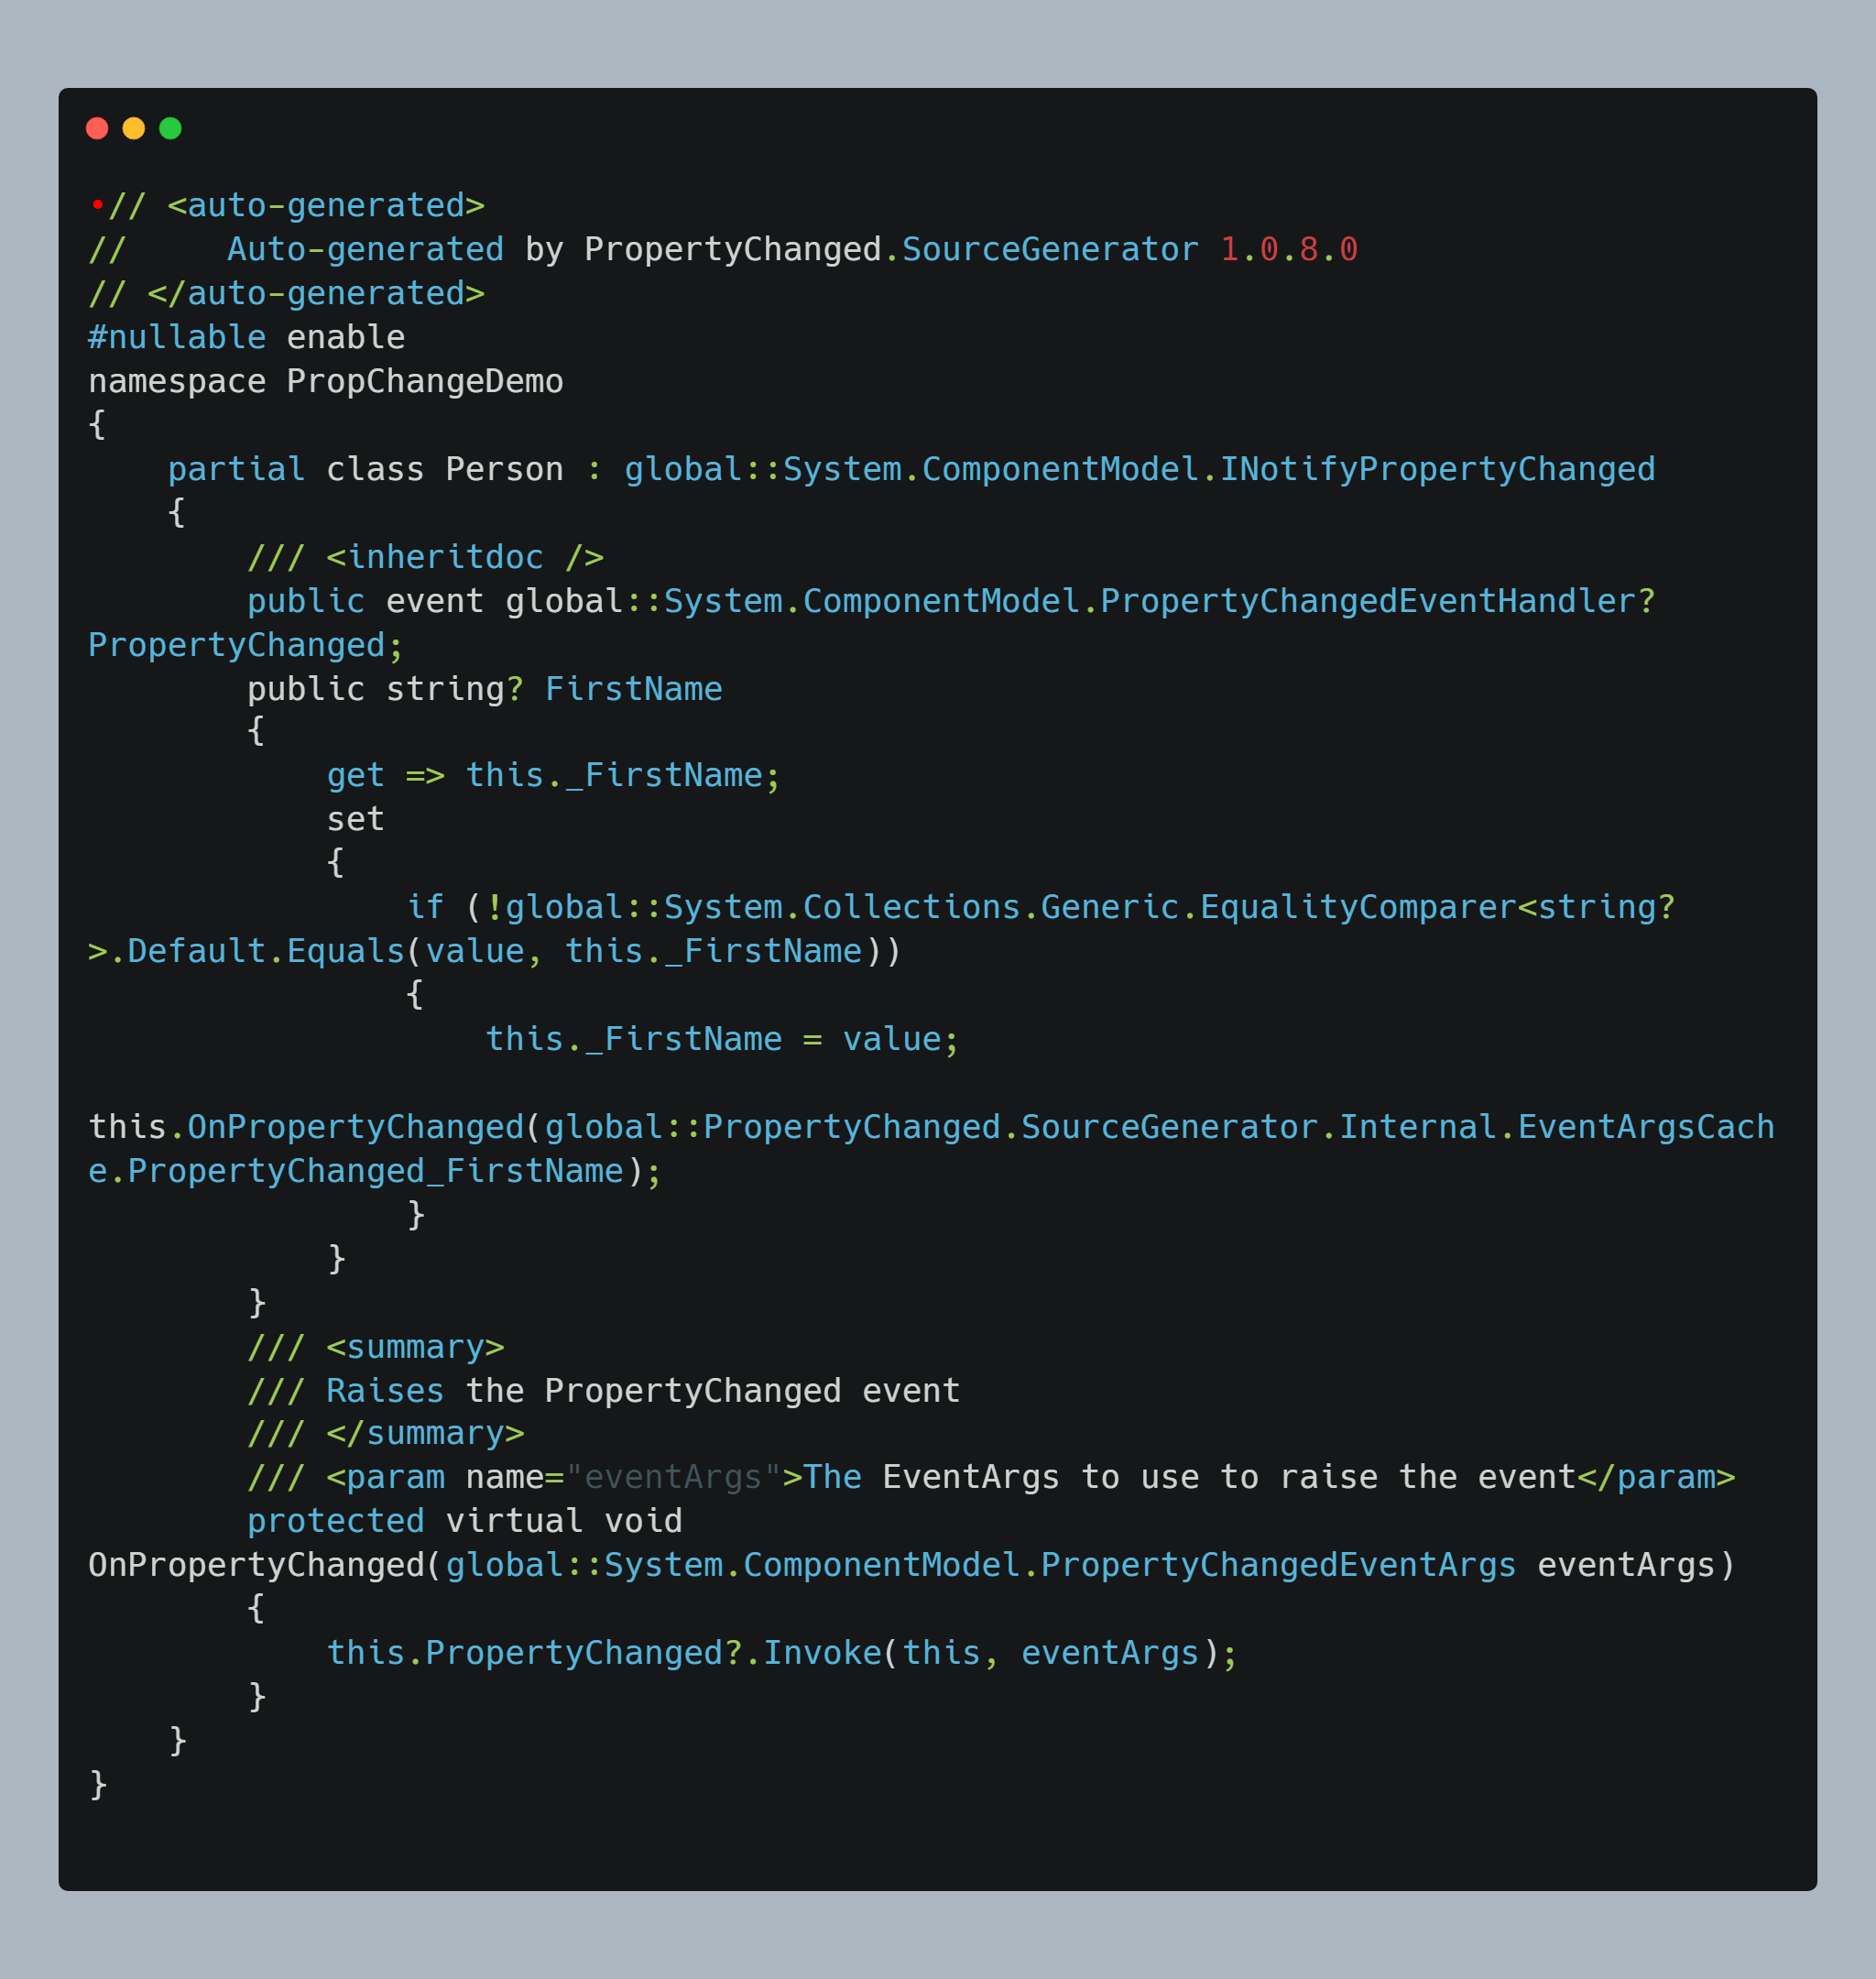 •// <auto-generated>
//     Auto-generated by PropertyChanged.SourceGenerator 1.0.8.0
// </auto-generated>
#nullable enable
namespace PropChangeDemo
{
    partial class Person : global::System.ComponentModel.INotifyPropertyChanged
    {
        /// <inheritdoc />
        public event global::System.ComponentModel.PropertyChangedEventHandler?
PropertyChanged;
        public string? FirstName
        {
            get => this._FirstName;
            set
            {
                if (!global::System.Collections.Generic.EqualityComparer<string?
>.Default.Equals(value, this._FirstName))
                {
                    this._FirstName = value;

this.OnPropertyChanged(global::PropertyChanged.SourceGenerator.Internal.EventArgsCach
e.PropertyChanged_FirstName);
                }
            }
        }
        /// <summary>
        /// Raises the PropertyChanged event
        /// </summary>
        /// <param name="eventArgs">The EventArgs to use to raise the event</param>
        protected virtual void
OnPropertyChanged(global::System.ComponentModel.PropertyChangedEventArgs eventArgs)
        {
            this.PropertyChanged?.Invoke(this, eventArgs);
        }
    }
}